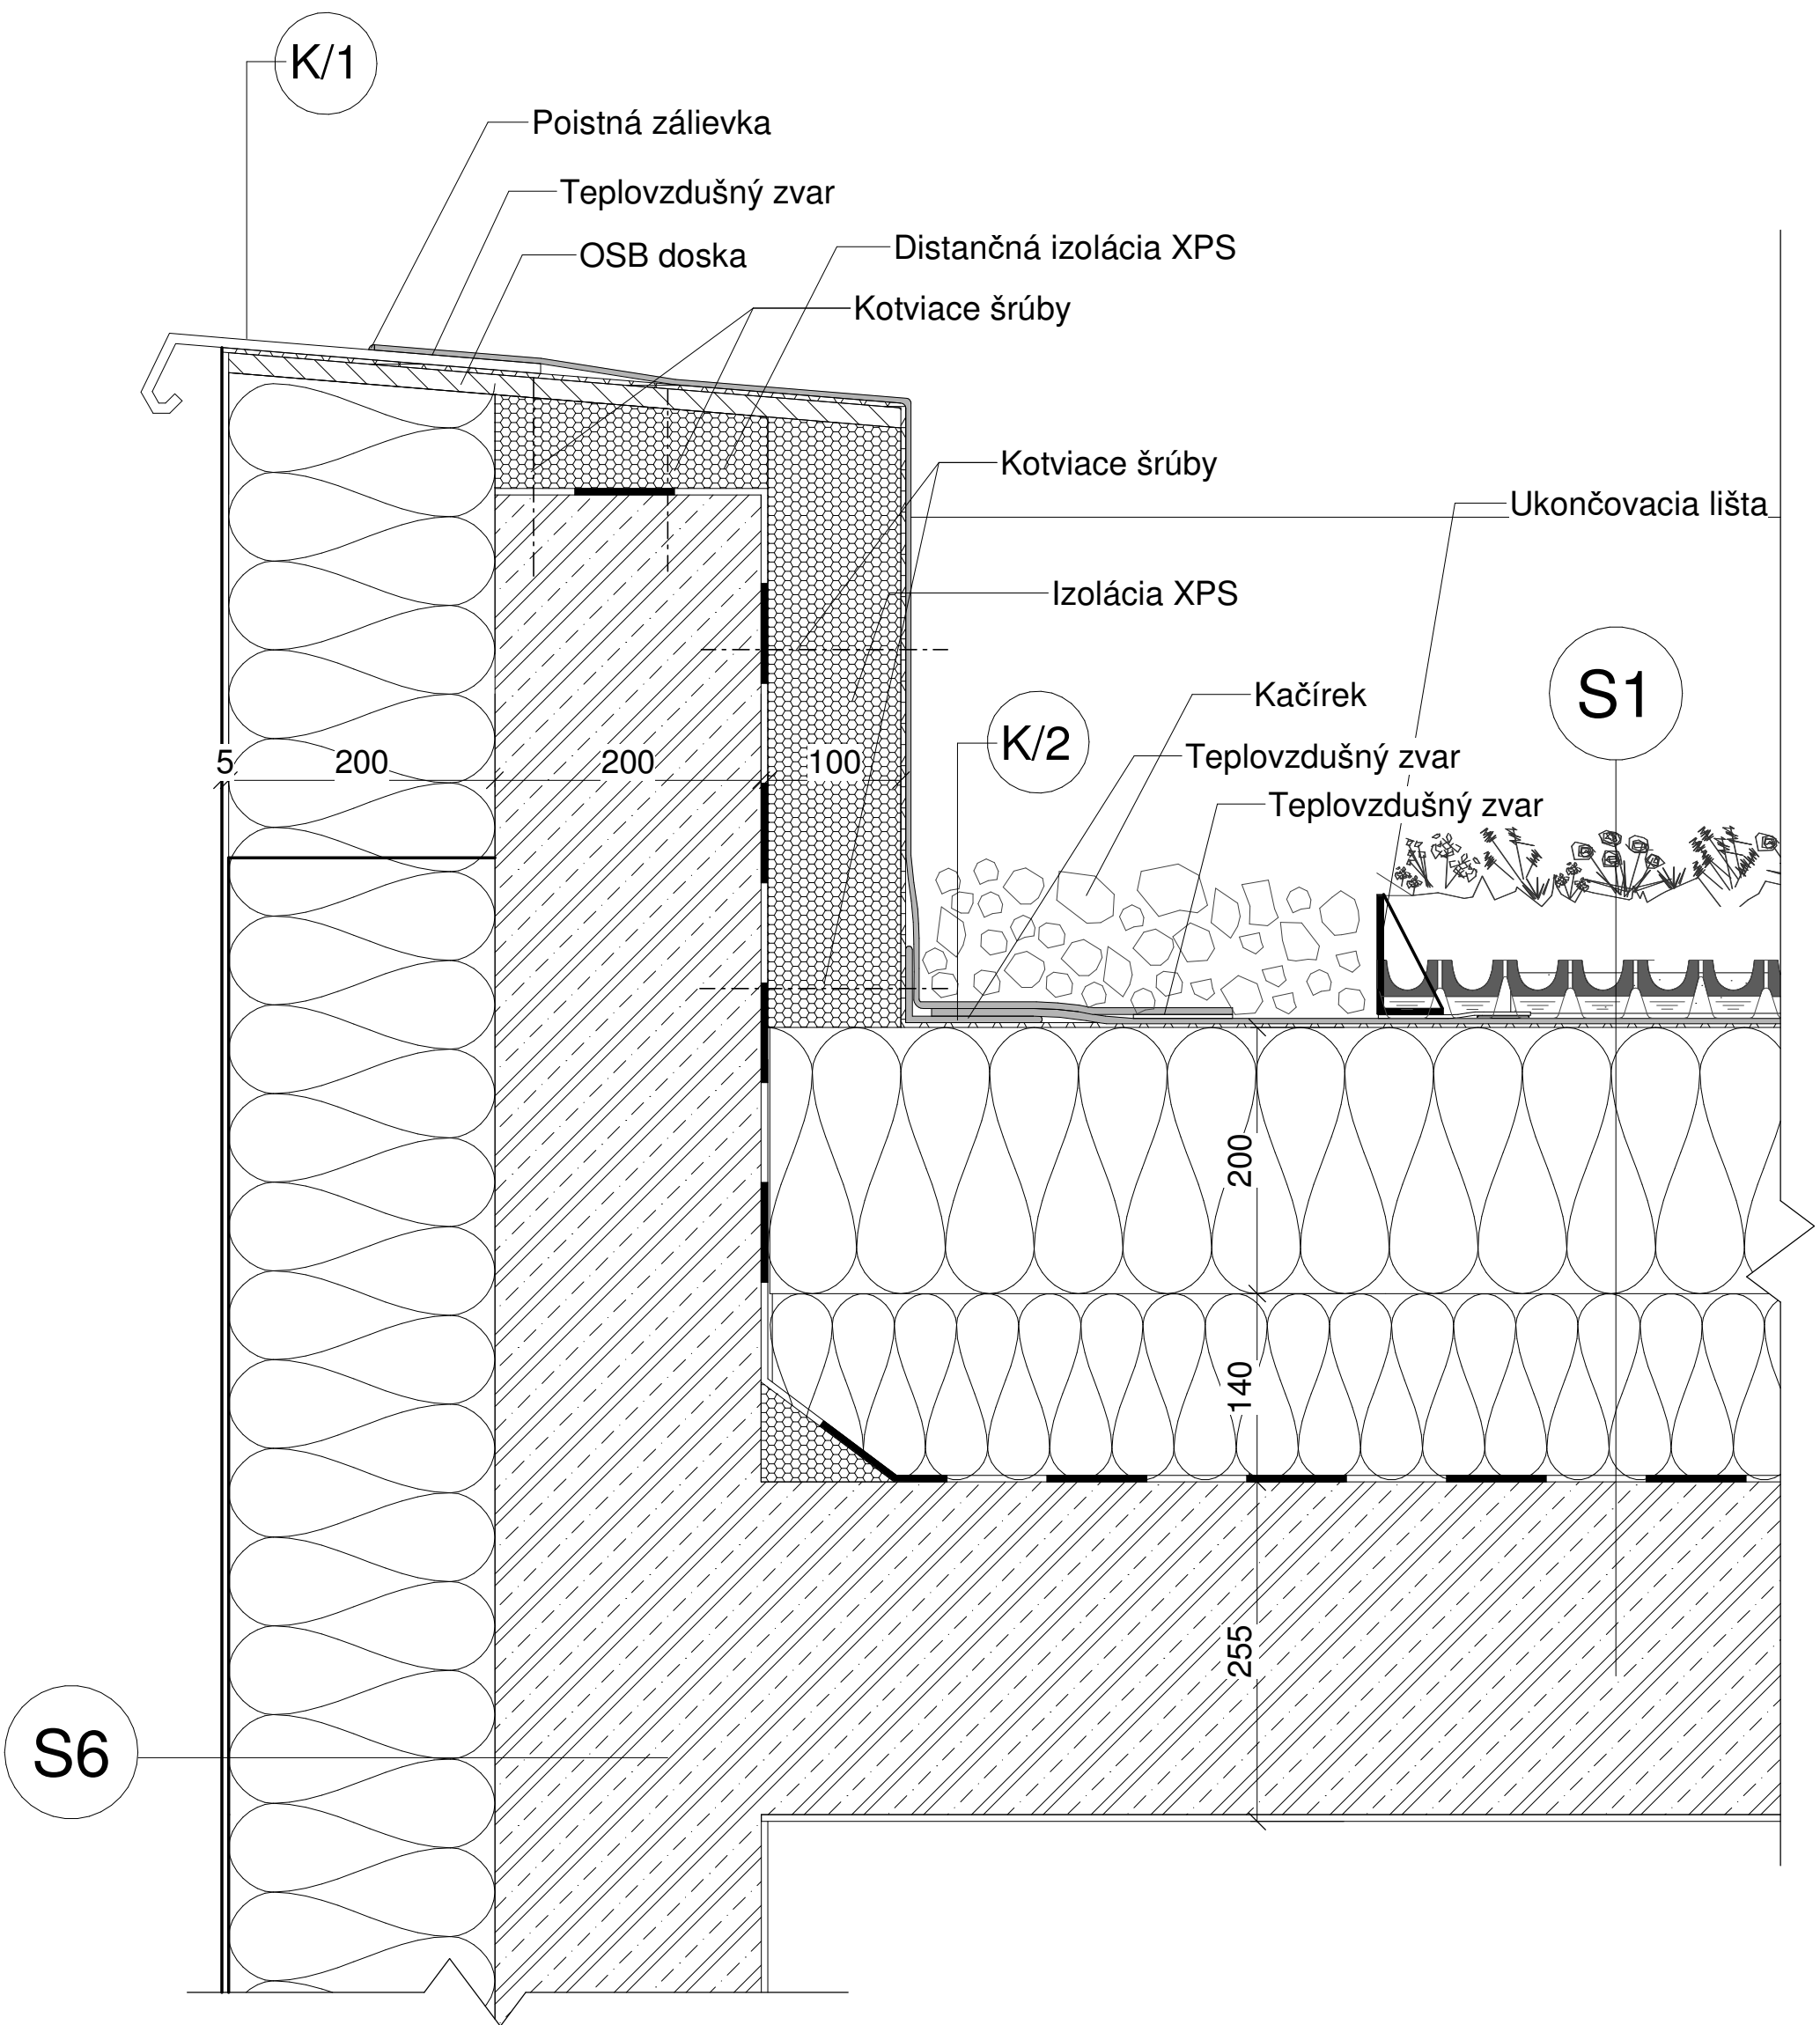 K/1
Poistná zálievka
Teplovzdušný zvar
OSB doska
Distančná izolácia XPS
Kotviace šrúby
Kotviace šrúby
Ukončovacia lišta
Izolácia XPS
S1
Kačírek
K/2
Teplovzdušný zvar
5 200 200 100
Teplovzdušný zvar
200
140
255
S6